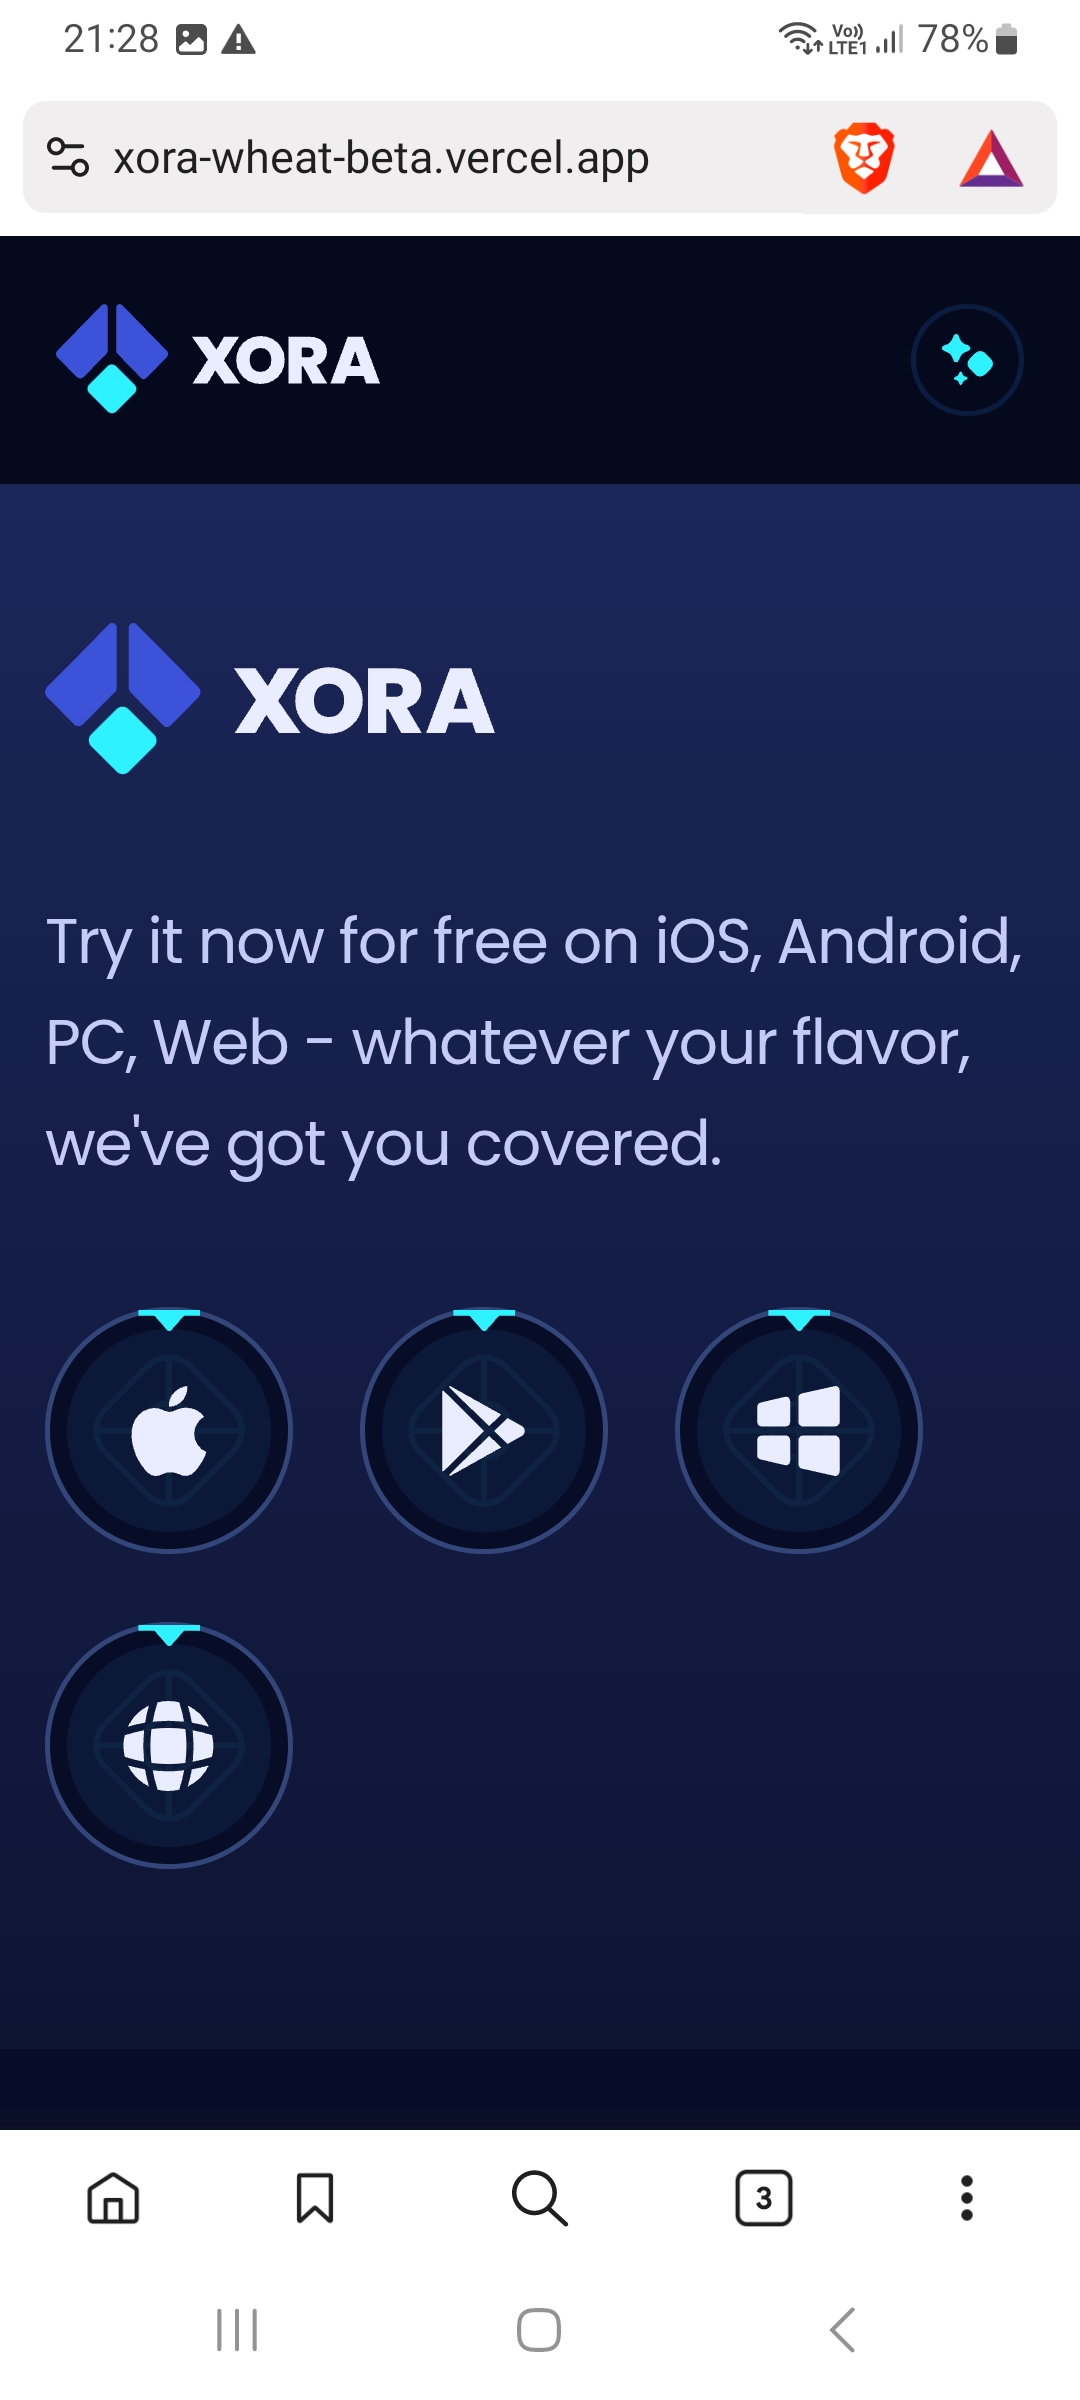 21:28
Vo)) LTE1 78%
xora-wheat-beta.vercel.app
XORA
XORA
Try it now for free on iOS, Android,
PC, Web - whatever your flavor,
we've got you covered.
3